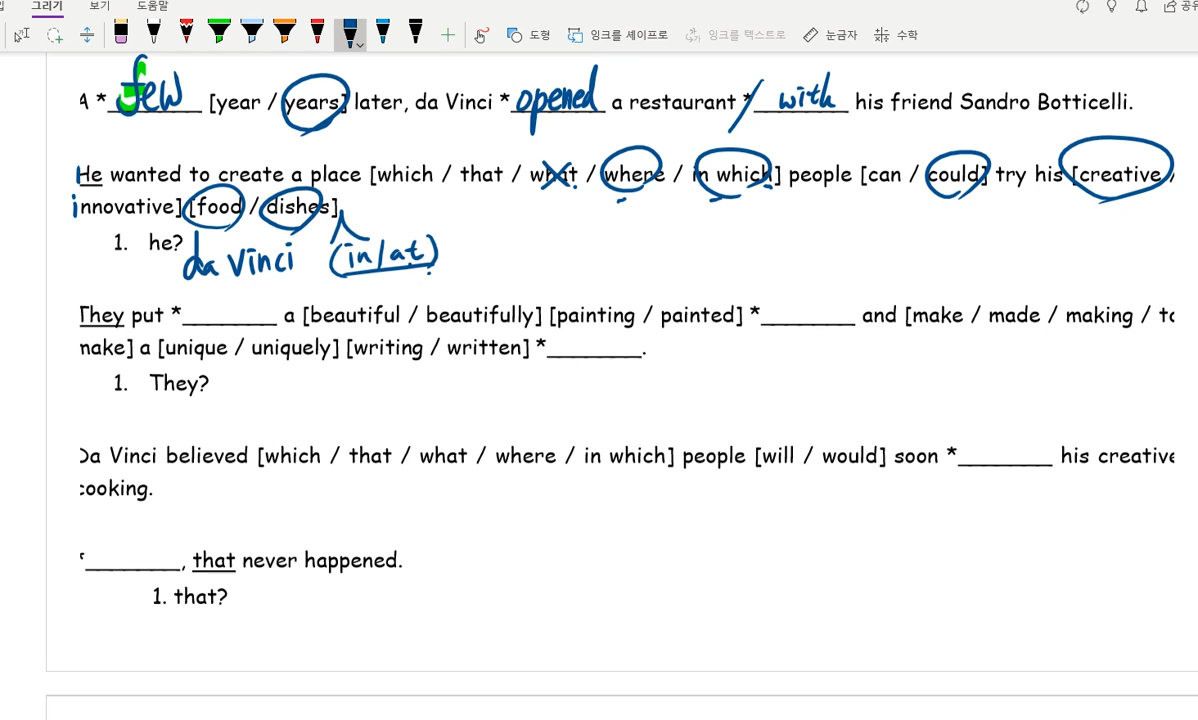 그리기 보기 도움말 공유
도형 잉크를 셰이프로 잉크를 텍스트로 눈금자 수학
A * few [year / years] later, da Vinci * opened a restaurant * / with his friend Sandro Botticelli.
He wanted to create a place [which / that / what / where / in which] people [can / could] try his [creative /
innovative] [food / dishes].
1. he? da Vinci (in/at)
They put *________ a [beautiful / beautifully] [painting / painted] *________ and [make / made / making / to
make] a [unique / uniquely] [writing / written] *________.
1. They?
Da Vinci believed [which / that / what / where / in which] people [will / would] soon *________ his creative
cooking.
*________, that never happened.
1. that?